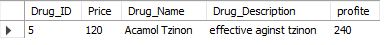 Drug_ID Price Drug_Name Drug_Description profite
5 120 Acamol Tzinon effective aginst tzinon 240